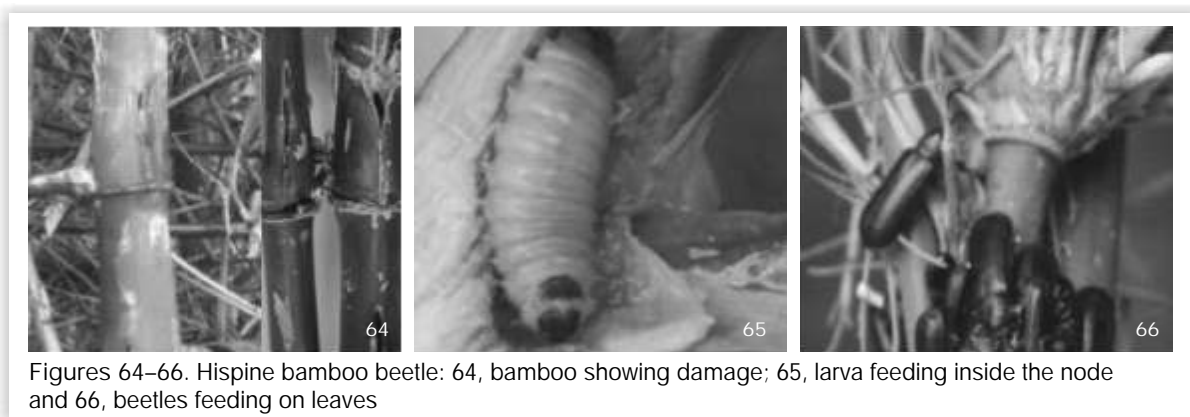 64
65
66
Figures 64–66. Hispine bamboo beetle: 64, bamboo showing damage; 65, larva feeding inside the node
and 66, beetles feeding on leaves